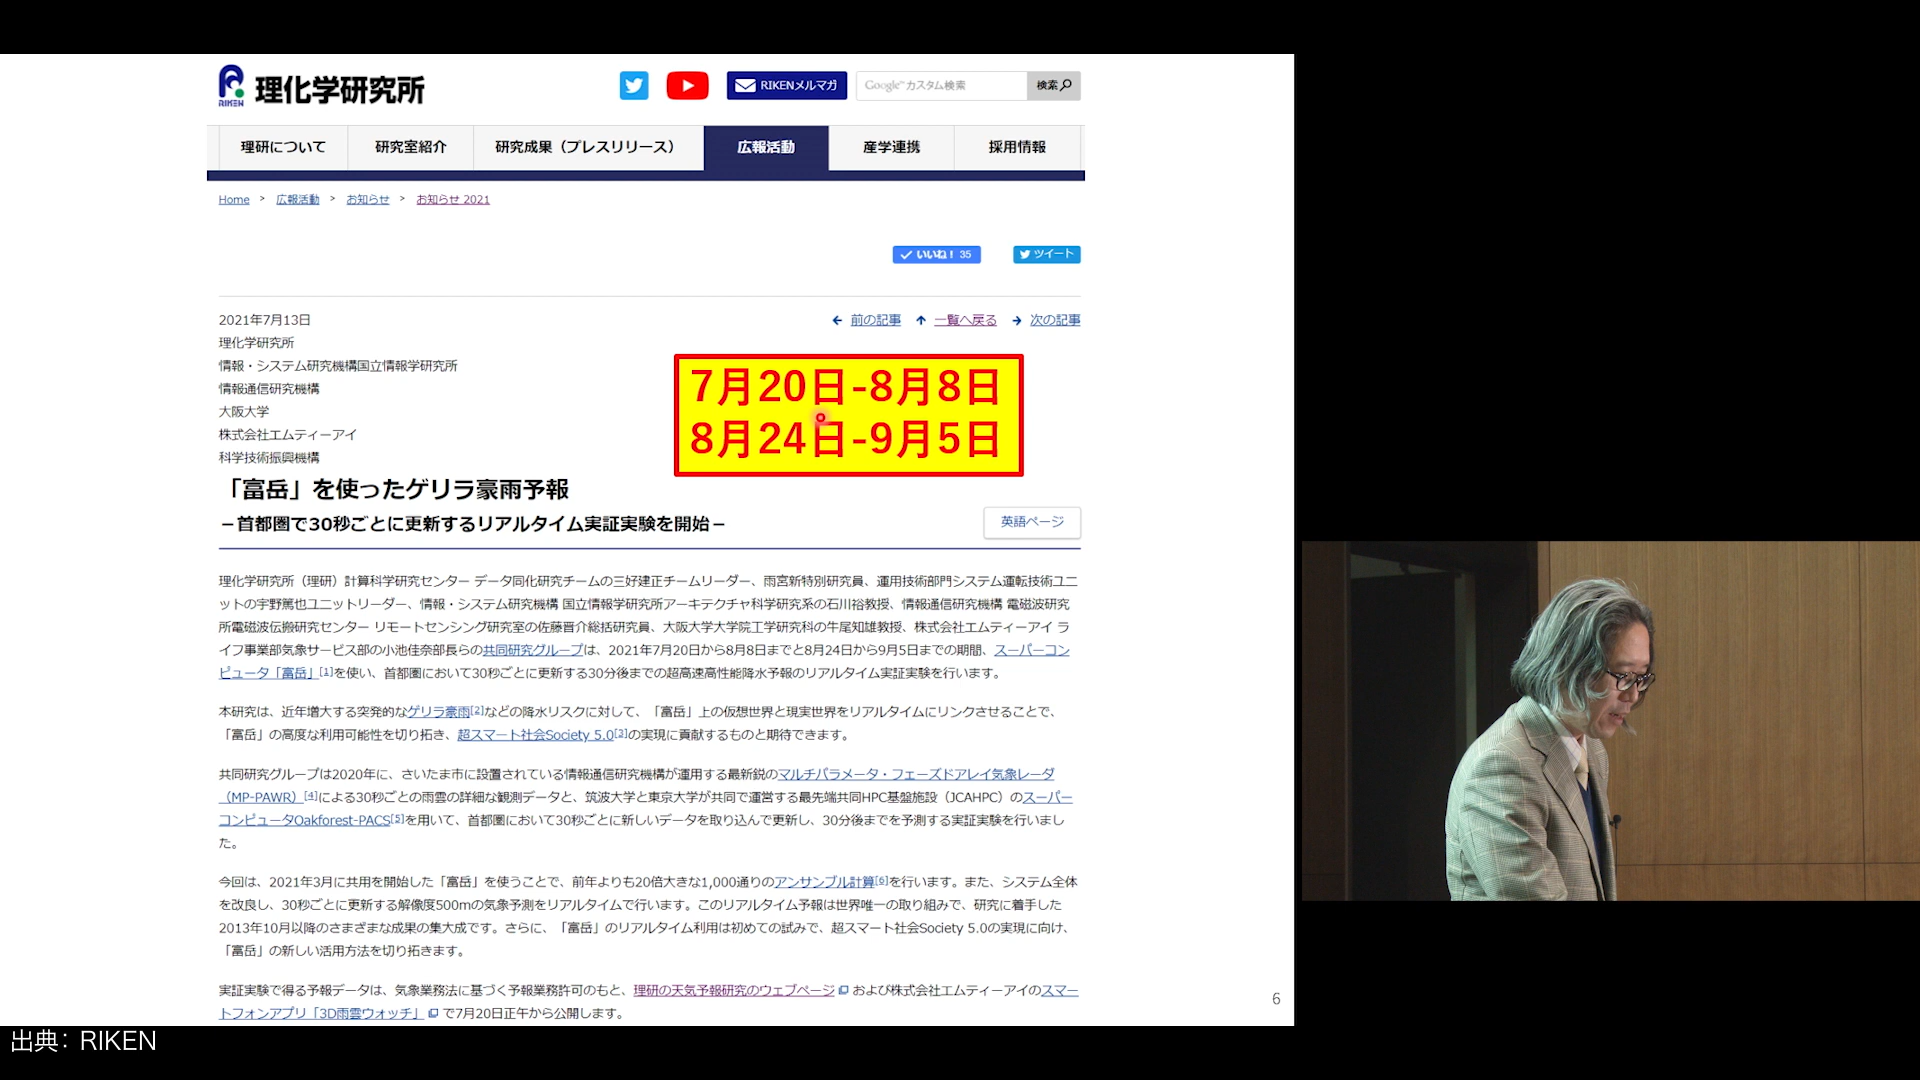 RIKEN 理化学研究所
RIKENメルマガ
Google™カスタム検索
検索
理研について 研究室紹介 研究成果（プレスリリース） 広報活動 産学連携 採用情報
Home > 広報活動 > お知らせ > お知らせ 2021
いいね！ 35 ツイート
2021年7月13日
← 前の記事 ↑ 一覧へ戻る → 次の記事
理化学研究所
情報・システム研究機構国立情報学研究所
情報通信研究機構
大阪大学
株式会社エムティーアイ
科学技術振興機構
7月20日-8月8日
8月24日-9月5日
「富岳」を使ったゲリラ豪雨予報
－首都圏で30秒ごとに更新するリアルタイム実証実験を開始－
英語ページ
理化学研究所（理研）計算科学研究センター データ同化研究チームの三好建正チームリーダー、雨宮新特別研究員、運用技術部門システム運転技術ユニ
ットの宇野篤也ユニットリーダー、情報・システム研究機構 国立情報学研究所アーキテクチャ科学研究系の石川裕教授、情報通信研究機構 電磁波研究
所電磁波伝搬研究センター リモートセンシング研究室の佐藤晋介総括研究員、大阪大学大学院工学研究科の牛尾知雄教授、株式会社エムティーアイ ラ
イフ事業部気象サービス部の小池佳奈部長らの共同研究グループは、2021年7月20日から8月8日までと8月24日から9月5日までの期間、スーパーコン
ピュータ「富岳」[1]を使い、首都圏において30秒ごとに更新する30分後までの超高速高性能降水予報のリアルタイム実証実験を行います。
本研究は、近年増大する突発的なゲリラ豪雨[2]などの降水リスクに対して、「富岳」上の仮想世界と現実世界をリアルタイムにリンクさせることで、
「富岳」の高度な利用可能性を切り拓き、超スマート社会Society 5.0[3]の実現に貢献するものと期待できます。
共同研究グループは2020年に、さいたま市に設置されている情報通信研究機構が運用する最新鋭のマルチパラメータ・フェーズドアレイ気象レーダ
（MP-PAWR）[4]による30秒ごとの雨雲の詳細な観測データと、筑波大学と東京大学が共同で運営する最先端共同HPC基盤施設（JCAHPC）のスーパー
コンピュータOakforest-PACS[5]を用いて、首都圏において30秒ごとに新しいデータを取り込んで更新し、30分後までを予測する実証実験を行いまし
た。
今回は、2021年3月に共用を開始した「富岳」を使うことで、前年よりも20倍大きな1,000通りのアンサンブル計算[6]を行います。また、システム全体
を改良し、30秒ごとに更新する解像度500mの気象予測をリアルタイムで行います。このリアルタイム予報は世界唯一の取り組みで、研究に着手した
2013年10月以降のさまざまな成果の集大成です。さらに、「富岳」のリアルタイム利用は初めての試みで、超スマート社会Society 5.0の実現に向け、
「富岳」の新しい活用方法を切り拓きます。
実証実験で得る予報データは、気象業務法に基づく予報業務許可のもと、理研の天気予報研究のウェブページ および株式会社エムティーアイのスマー
トフォンアプリ「3D雨雲ウォッチ」 で7月20日正午から公開します。
6
出典：RIKEN